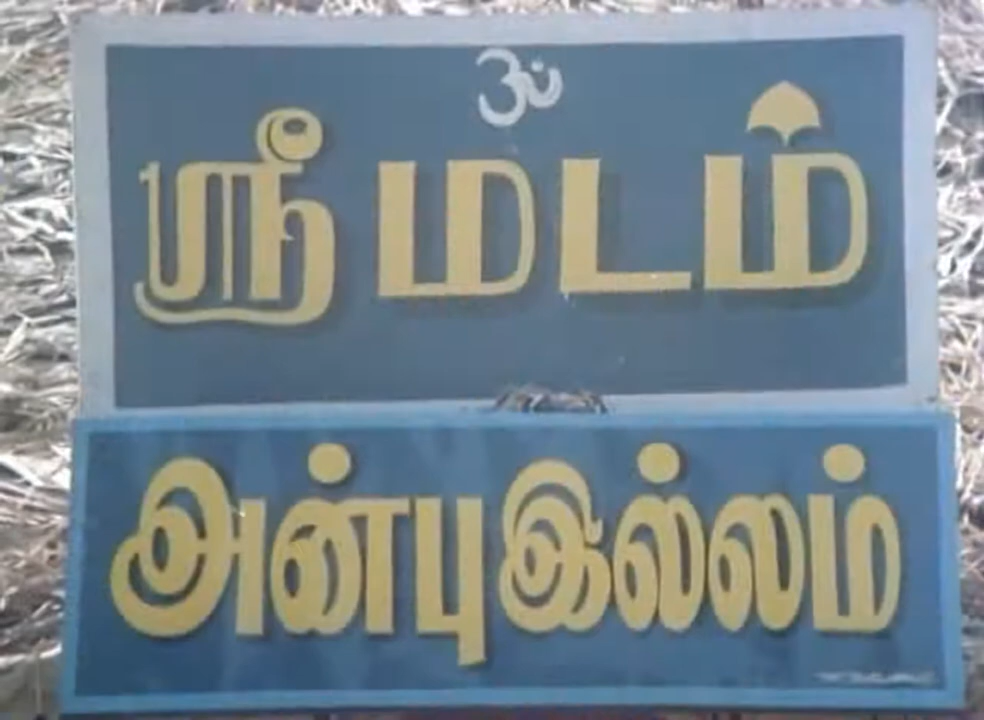 ௐ
ஸ்ரீ மடம்
அன்பு இல்லம்